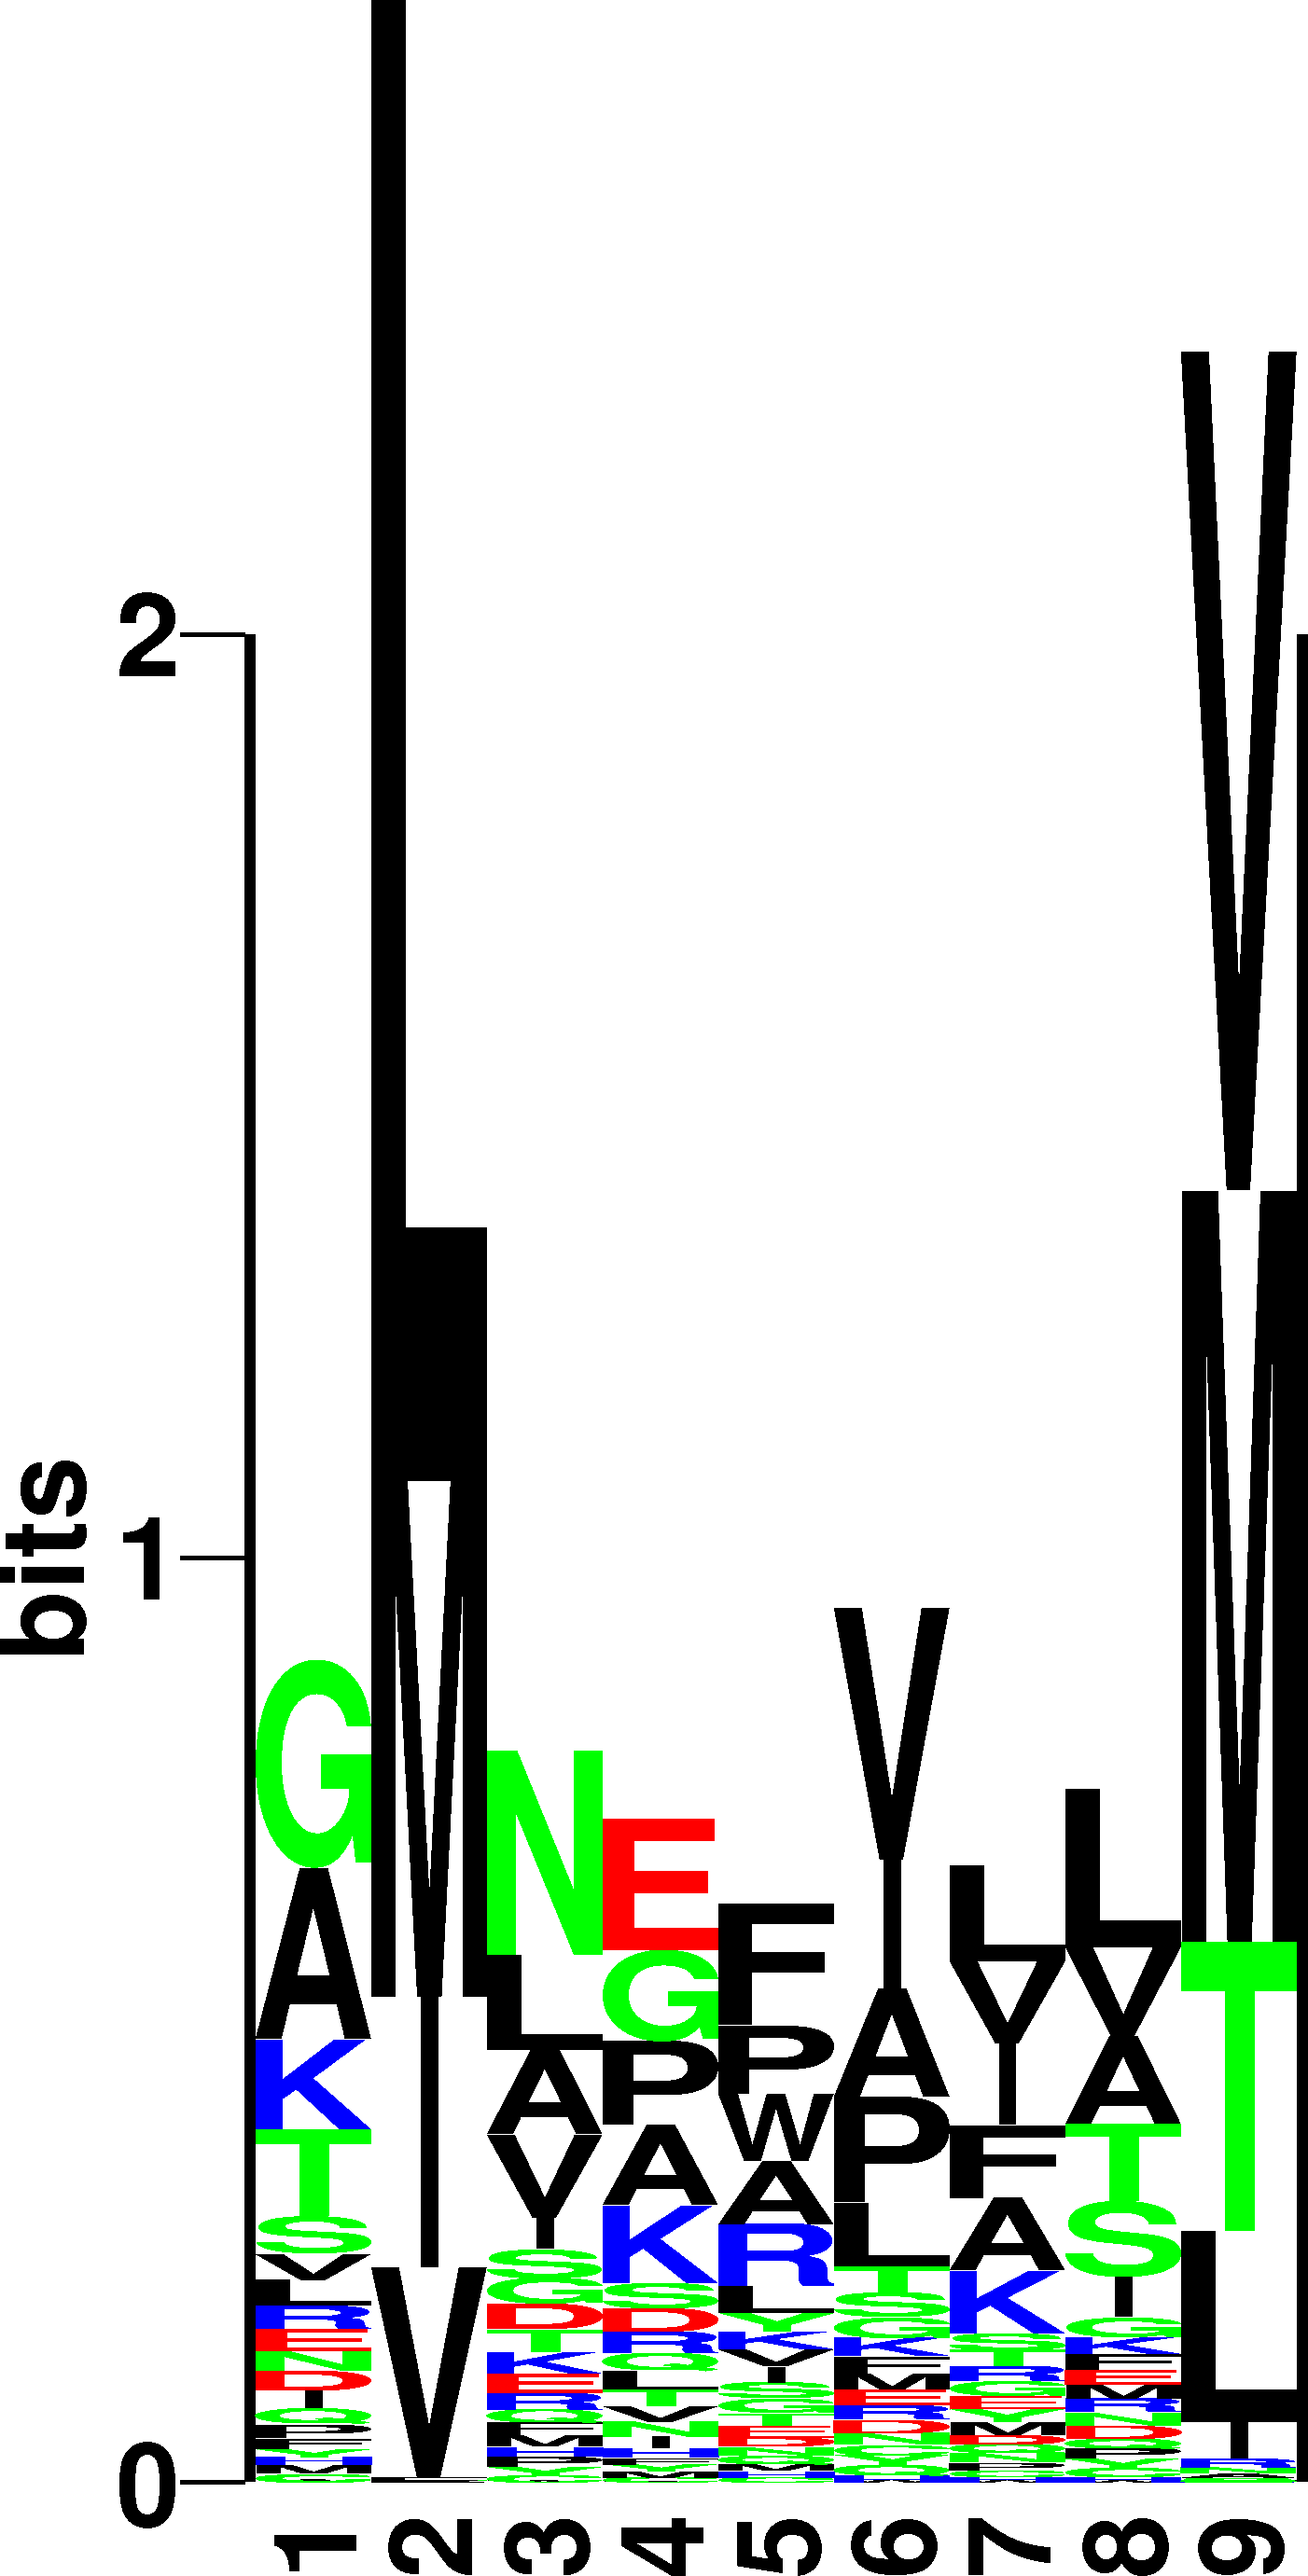 bits
2
1
0
G A K T S V L R E N D I Q P
L M I V
N L A V I S G D T K E R
E G P A K S D R Q L T V N I H
F P W A R L Y K V I
V I A P L T S G K F M E R D
L V I F A K S T R G E
L V A T S I G K F E M R N D
V M T L I
1 2 3 4 5 6 7 8 9